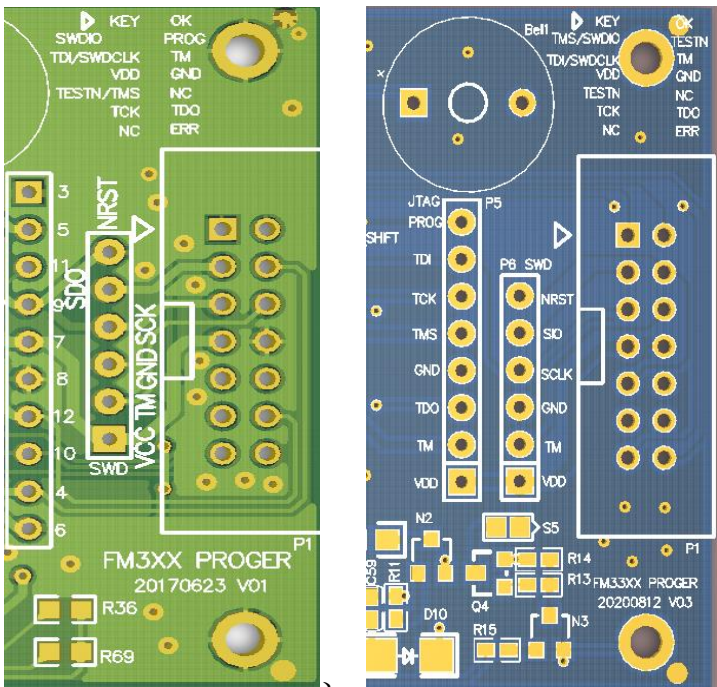 KEY OK
SWDIO PROG
TDI/SWDCLK TM
VDD GND
TESTN/TMS NC
TCK TDO
NC ERR
3
5
11
9
7
8
12
10
4
6
NRST
SDO
SCK
GND
TM
VCC
SWD
P1
FM3XX PROGER
20170623 V01
R36
R69
Bell1
KEY OK
TMS/SWDIO TESTN
TDI/SWDCLK TM
VDD GND
TESTN NC
TCK TDO
NC ERR
JTAG P5
SHIFT
PROG
TDI
TCK
TMS
GND
TDO
TM
VDD
P6 SWD
NRST
SIO
SCLK
GND
TM
VDD
N2
S5
P1
C59
R11
Q4
R14
R13
FM33XX PROGER
20200812 V03
D10
R15
N3